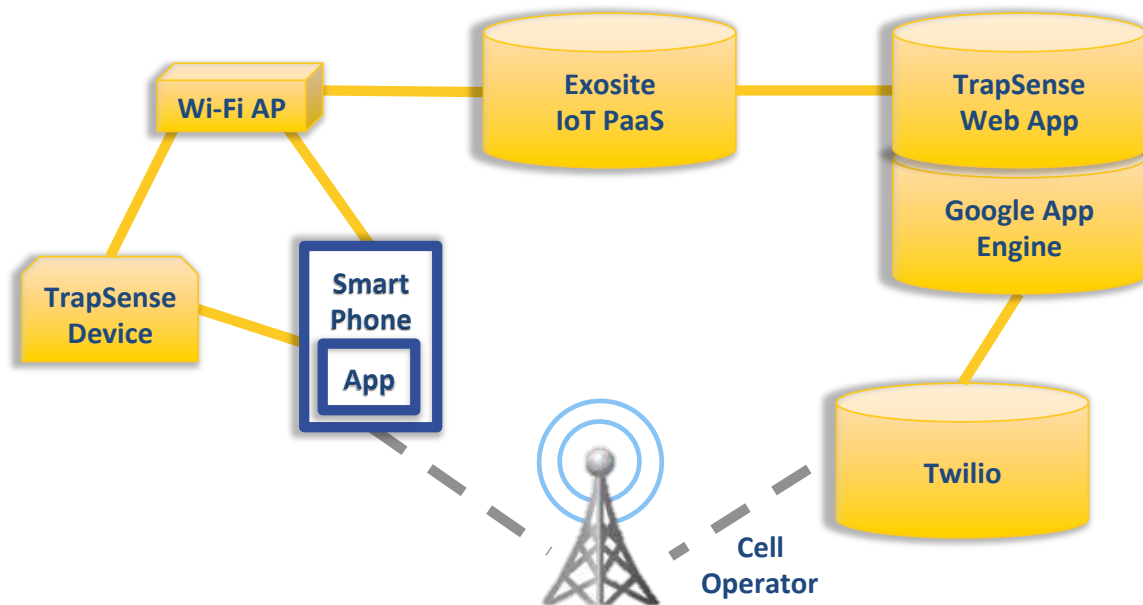 Exosite
IoT PaaS
TrapSense
Web App
Wi-Fi AP
Google App
Engine
TrapSense
Device
Smart
Phone
App
Twilio
Cell
Operator